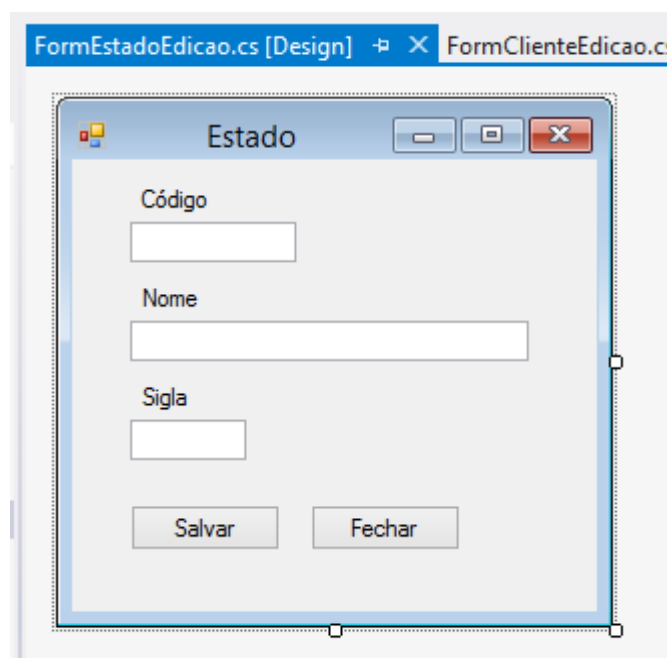 FormEstadoEdicao.cs [Design] FormClienteEdicao.cs
Estado
Código
Nome
Sigla
Salvar Fechar